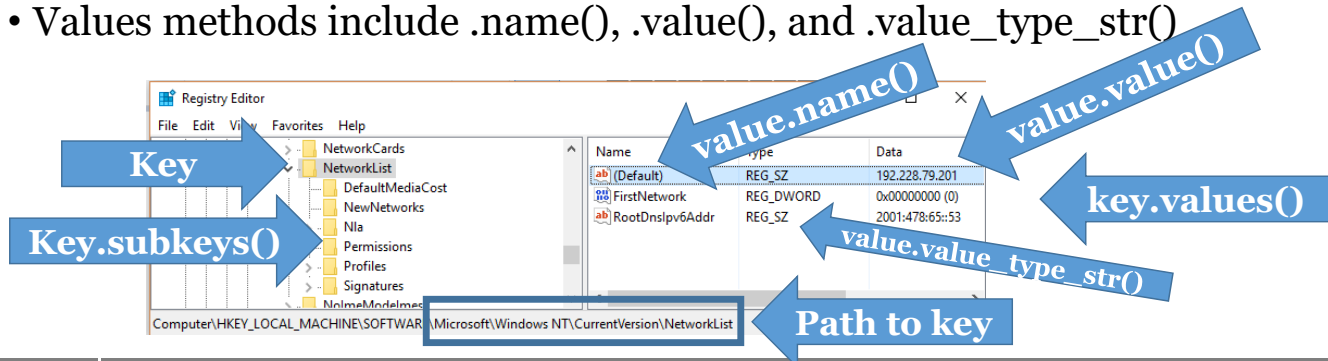 • Values methods include .name(), .value(), and .value_type_str()
Registry Editor
File Edit View Favorites Help
value.name()
value.value()
Key
Key.subkeys()
NetworkCards
NetworkList
DefaultMediaCost
NewNetworks
Nla
Permissions
Profiles
Signatures
Name Type Data
(Default) REG_SZ 192.228.79.201
FirstNetwork REG_DWORD 0x00000000 (0)
RootDnsIpv6Addr REG_SZ 2001:478:65::53
key.values()
value.value_type_str()
Computer\HKEY_LOCAL_MACHINE\SOFTWAR \Microsoft\Windows NT\CurrentVersion\NetworkList
Path to key